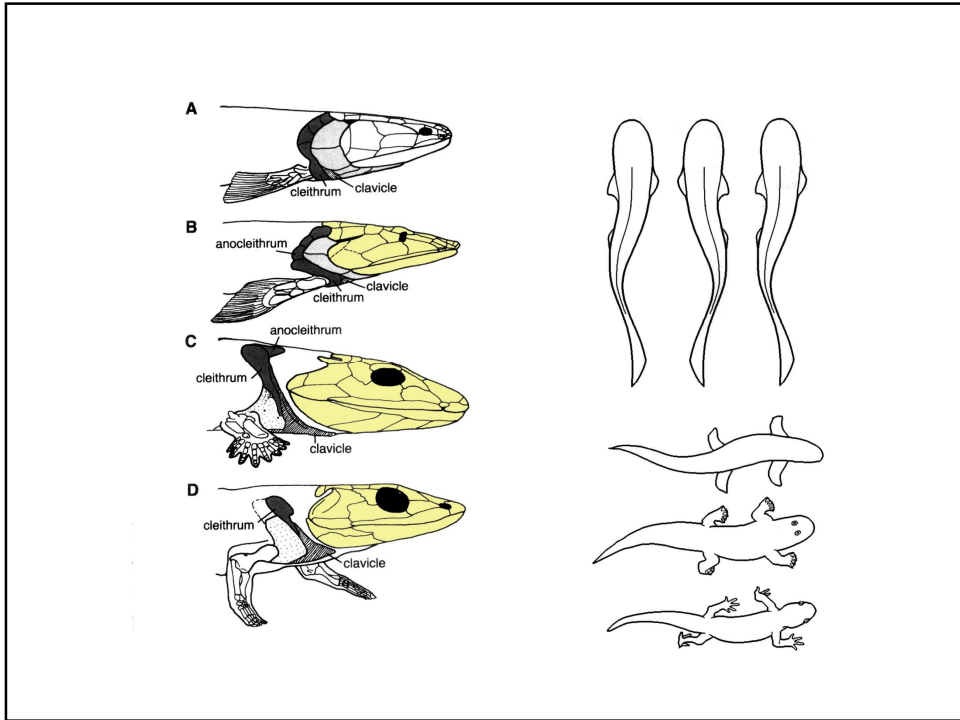 A
cleithrum
clavicle
B
anocleithrum
clavicle
cleithrum
C
anocleithrum
cleithrum
clavicle
D
cleithrum
clavicle